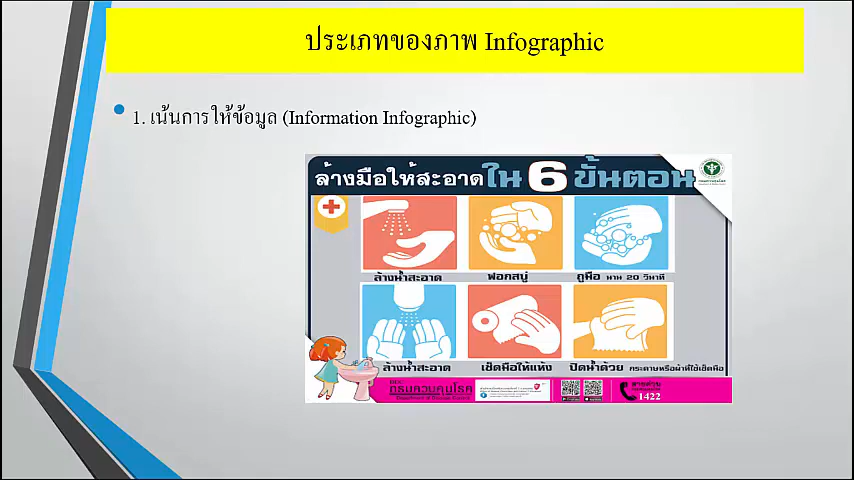 ประเภทของภาพ Infographic
1. เน้นการให้ข้อมูล (Information Infographic)
ล้างมือให้สะอาดใน 6 ขั้นตอน
ล้างน้ำสะอาด
ฟอกสบู่
ถูมือ นาน 20 วินาที
ล้างน้ำสะอาด
เช็ดมือให้แห้ง
ปิดน้ำด้วย กระดาษหรือผ้าที่ใช้เช็ดมือ
กรมควบคุมโรค
Department of Disease Control
สายด่วน
1422